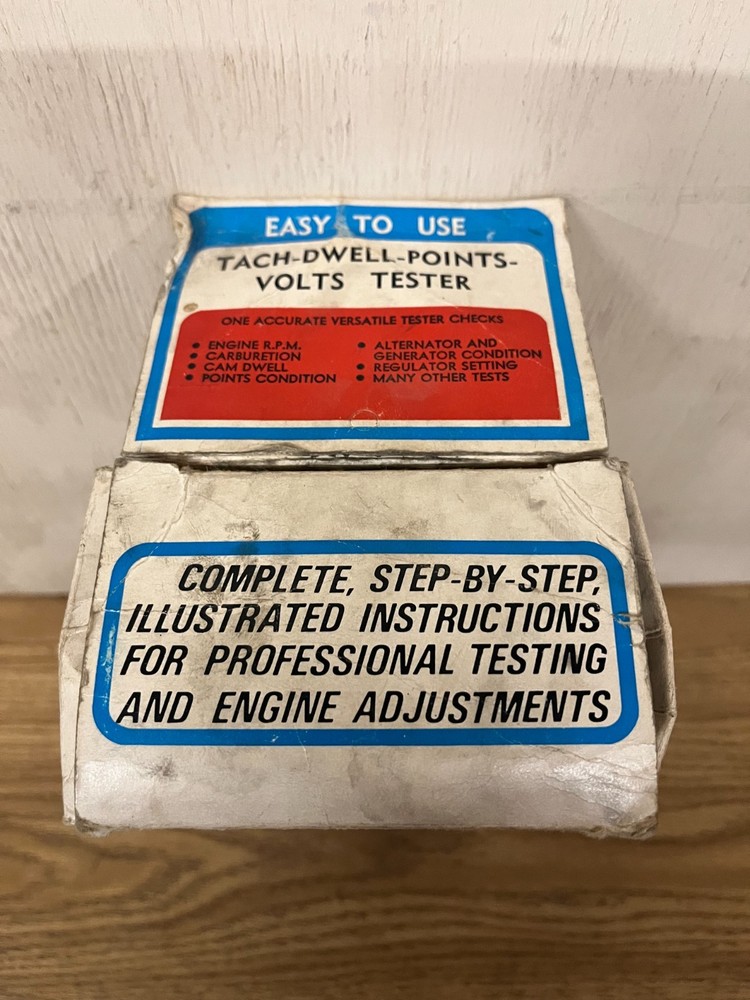 EASY TO USE
TACH-DWELL-POINTS-
VOLTS TESTER
ONE ACCURATE VERSATILE TESTER CHECKS
• ENGINE R.P.M.
• CARBURETION
• CAM DWELL
• POINTS CONDITION
• ALTERNATOR AND
GENERATOR CONDITION
• REGULATOR SETTING
• MANY OTHER TESTS
COMPLETE, STEP-BY-STEP,
ILLUSTRATED INSTRUCTIONS
FOR PROFESSIONAL TESTING
AND ENGINE ADJUSTMENTS